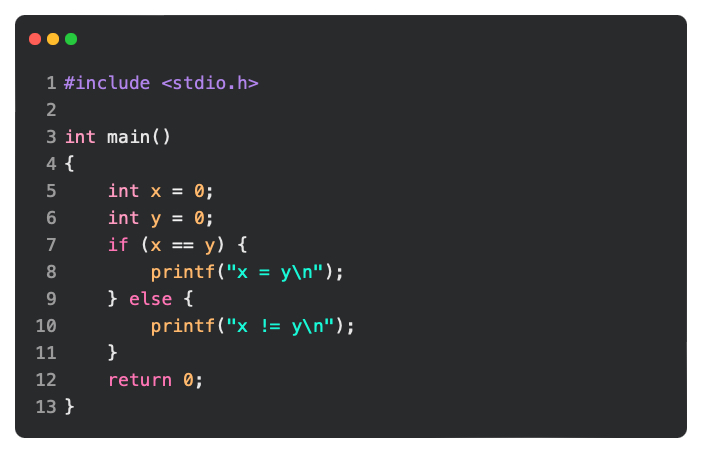 1 #include <stdio.h>
2
3 int main()
4 {
5     int x = 0;
6     int y = 0;
7     if (x == y) {
8         printf("x = y\n");
9     } else {
10         printf("x != y\n");
11     }
12     return 0;
13 }